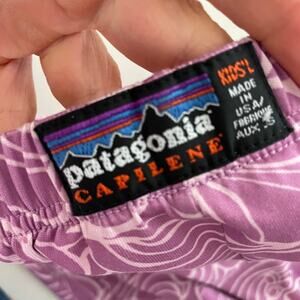 patagonia
CAPILENE
KIDS' L
MADE
IN
USA/
FABRIQUE
AUX